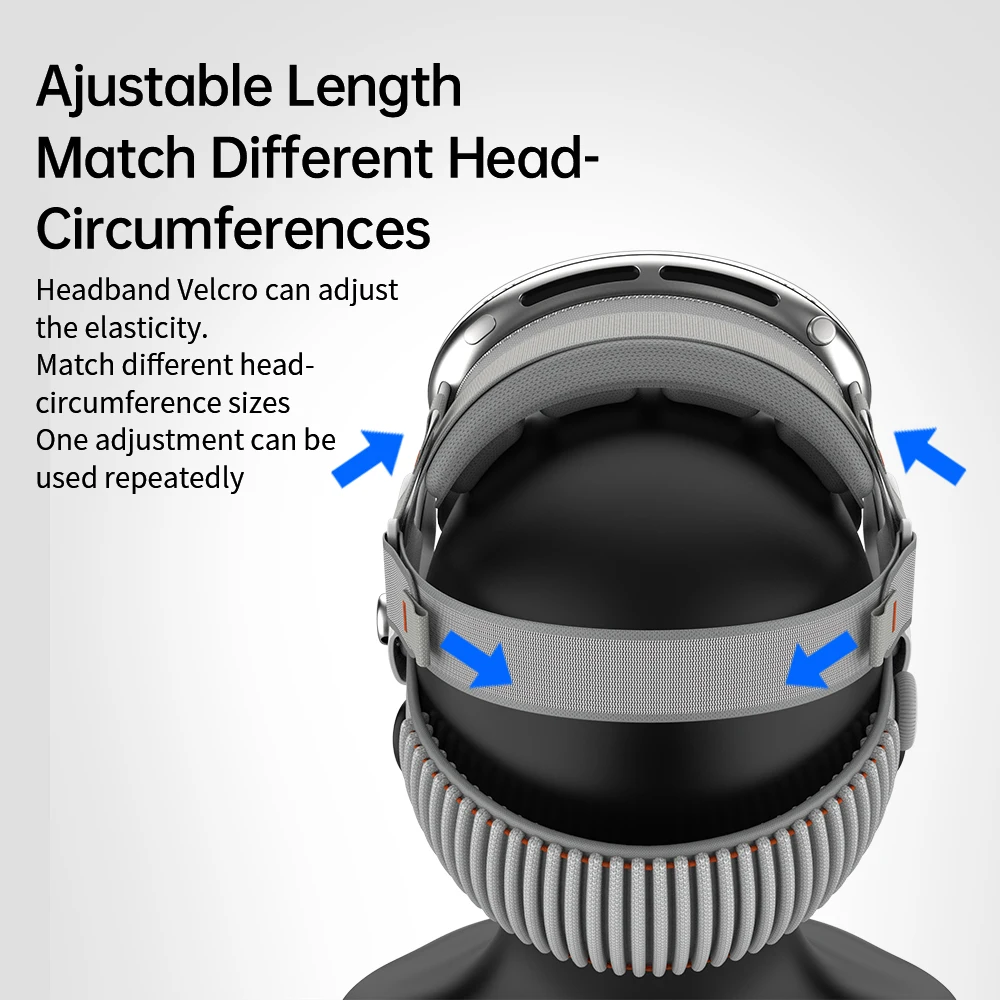 Ajustable Length
Match Different Head-
Circumferences
Headband Velcro can adjust
the elasticity.
Match different head-
circumference sizes
One adjustment can be
used repeatedly